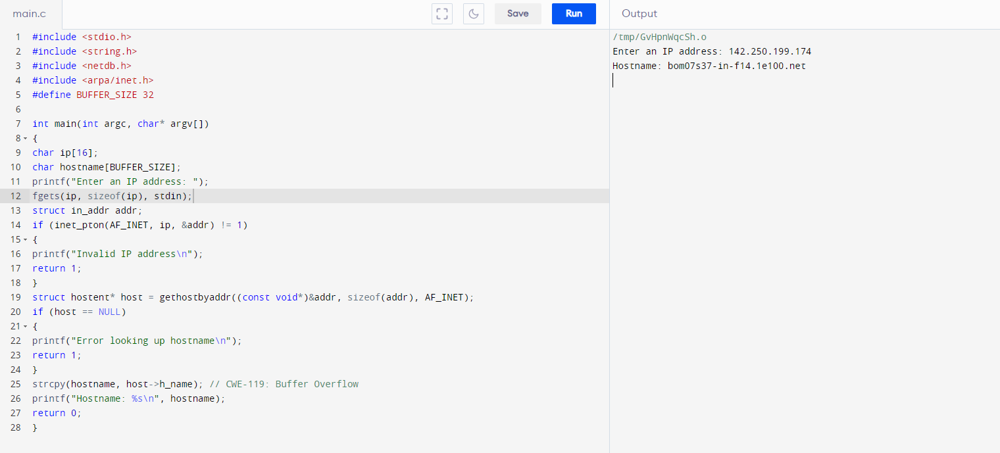 main.c
Save
Run
Output
1 #include <stdio.h>
2 #include <string.h>
3 #include <netdb.h>
4 #include <arpa/inet.h>
5 #define BUFFER_SIZE 32
6
7 int main(int argc, char* argv[])
8 {
9 char ip[16];
10 char hostname[BUFFER_SIZE];
11 printf("Enter an IP address: ");
12 fgets(ip, sizeof(ip), stdin);
13 struct in_addr addr;
14 if (inet_pton(AF_INET, ip, &addr) != 1)
15 {
16 printf("Invalid IP address\n");
17 return 1;
18 }
19 struct hostent* host = gethostbyaddr((const void*)&addr, sizeof(addr), AF_INET);
20 if (host == NULL)
21 {
22 printf("Error looking up hostname\n");
23 return 1;
24 }
25 strcpy(hostname, host->h_name); // CWE-119: Buffer Overflow
26 printf("Hostname: %s\n", hostname);
27 return 0;
28 }
/tmp/GvHpnWqcSh.o
Enter an IP address: 142.250.199.174
Hostname: bom07s37-in-f14.1e100.net